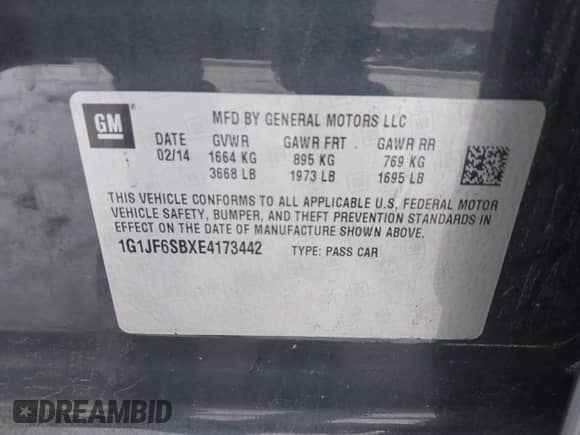 GM
MFD BY GENERAL MOTORS LLC
DATE GVWR GAWR FRT GAWR RR
02/14 1664 KG 895 KG 769 KG
3668 LB 1973 LB 1695 LB
THIS VEHICLE CONFORMS TO ALL APPLICABLE U.S. FEDERAL MOTOR
VEHICLE SAFETY, BUMPER, AND THEFT PREVENTION STANDARDS IN
EFFECT ON THE DATE OF MANUFACTURE SHOWN ABOVE.
1G1JF6SBXE4173442 TYPE: PASS CAR
DREAMBID